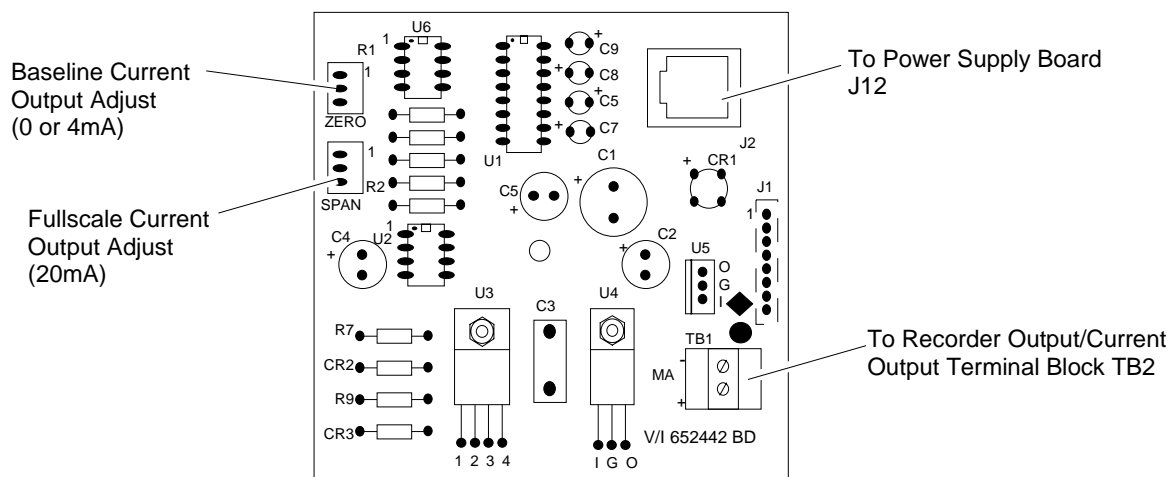 Baseline Current
Output Adjust
(0 or 4mA)
Fullscale Current
Output Adjust
(20mA)
To Power Supply Board
J12
To Recorder Output/Current
Output Terminal Block TB2
R1
1
ZERO
1
R2
SPAN
U6
1
U1
+
C9
+
C8
+
C5
+
C7
J2
C5
+
C1
+
+
CR1
J1
1
C4
+
U2
1
C2
+
U5
O
G
I
R7
CR2
R9
CR3
U3
1 2 3 4
C3
U4
I G O
TB1
-
MA
+
V/I 652442 BD